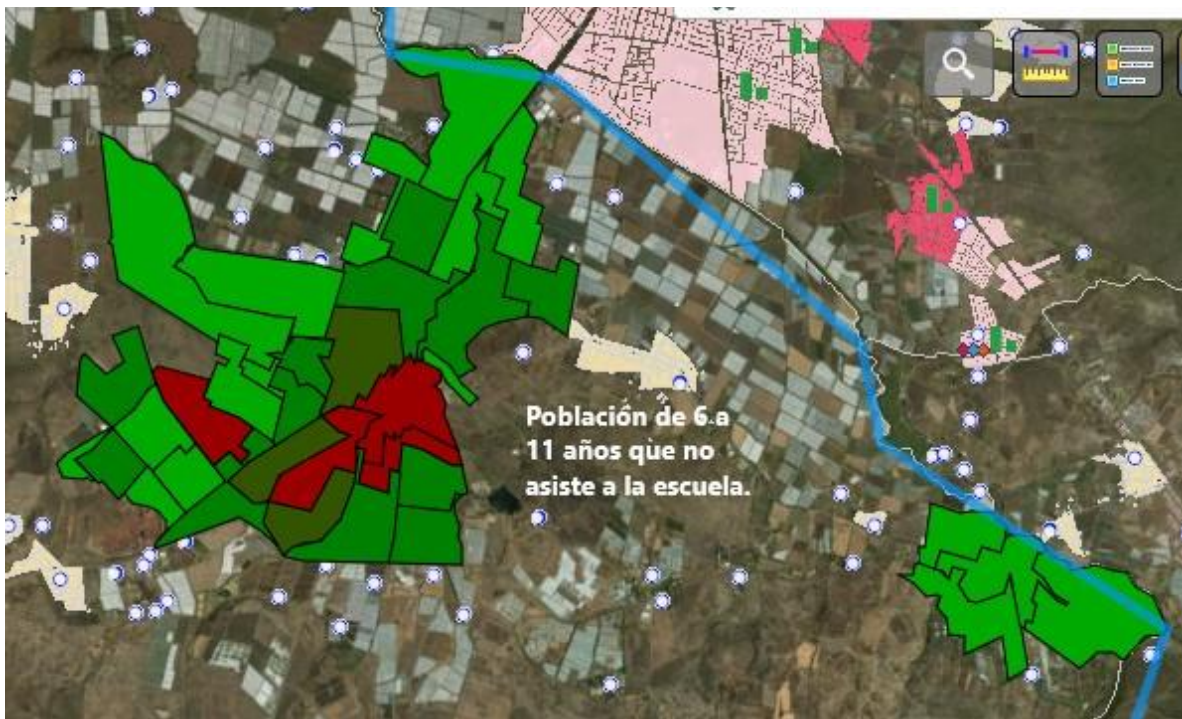 Población de 6 a
11 años que no
asiste a la escuela.